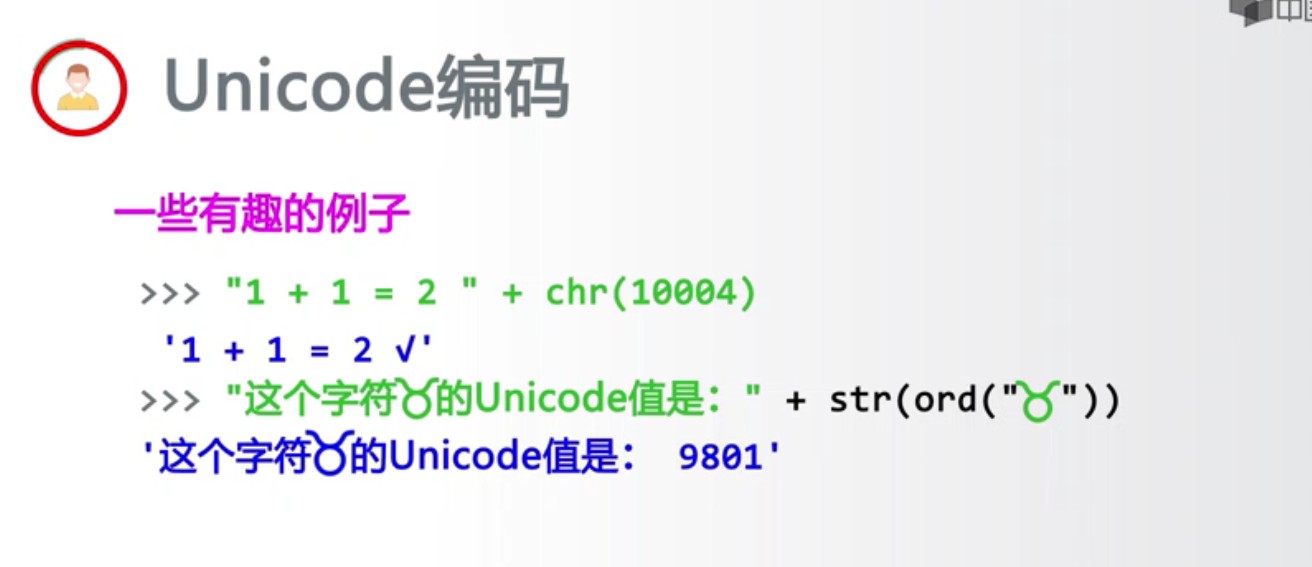 中国
Unicode编码
一些有趣的例子
>>> "1 + 1 = 2 " + chr(10004)
'1 + 1 = 2 √'
>>> "这个字符♉的Unicode值是：" + str(ord("♉"))
'这个字符♉的Unicode值是： 9801'